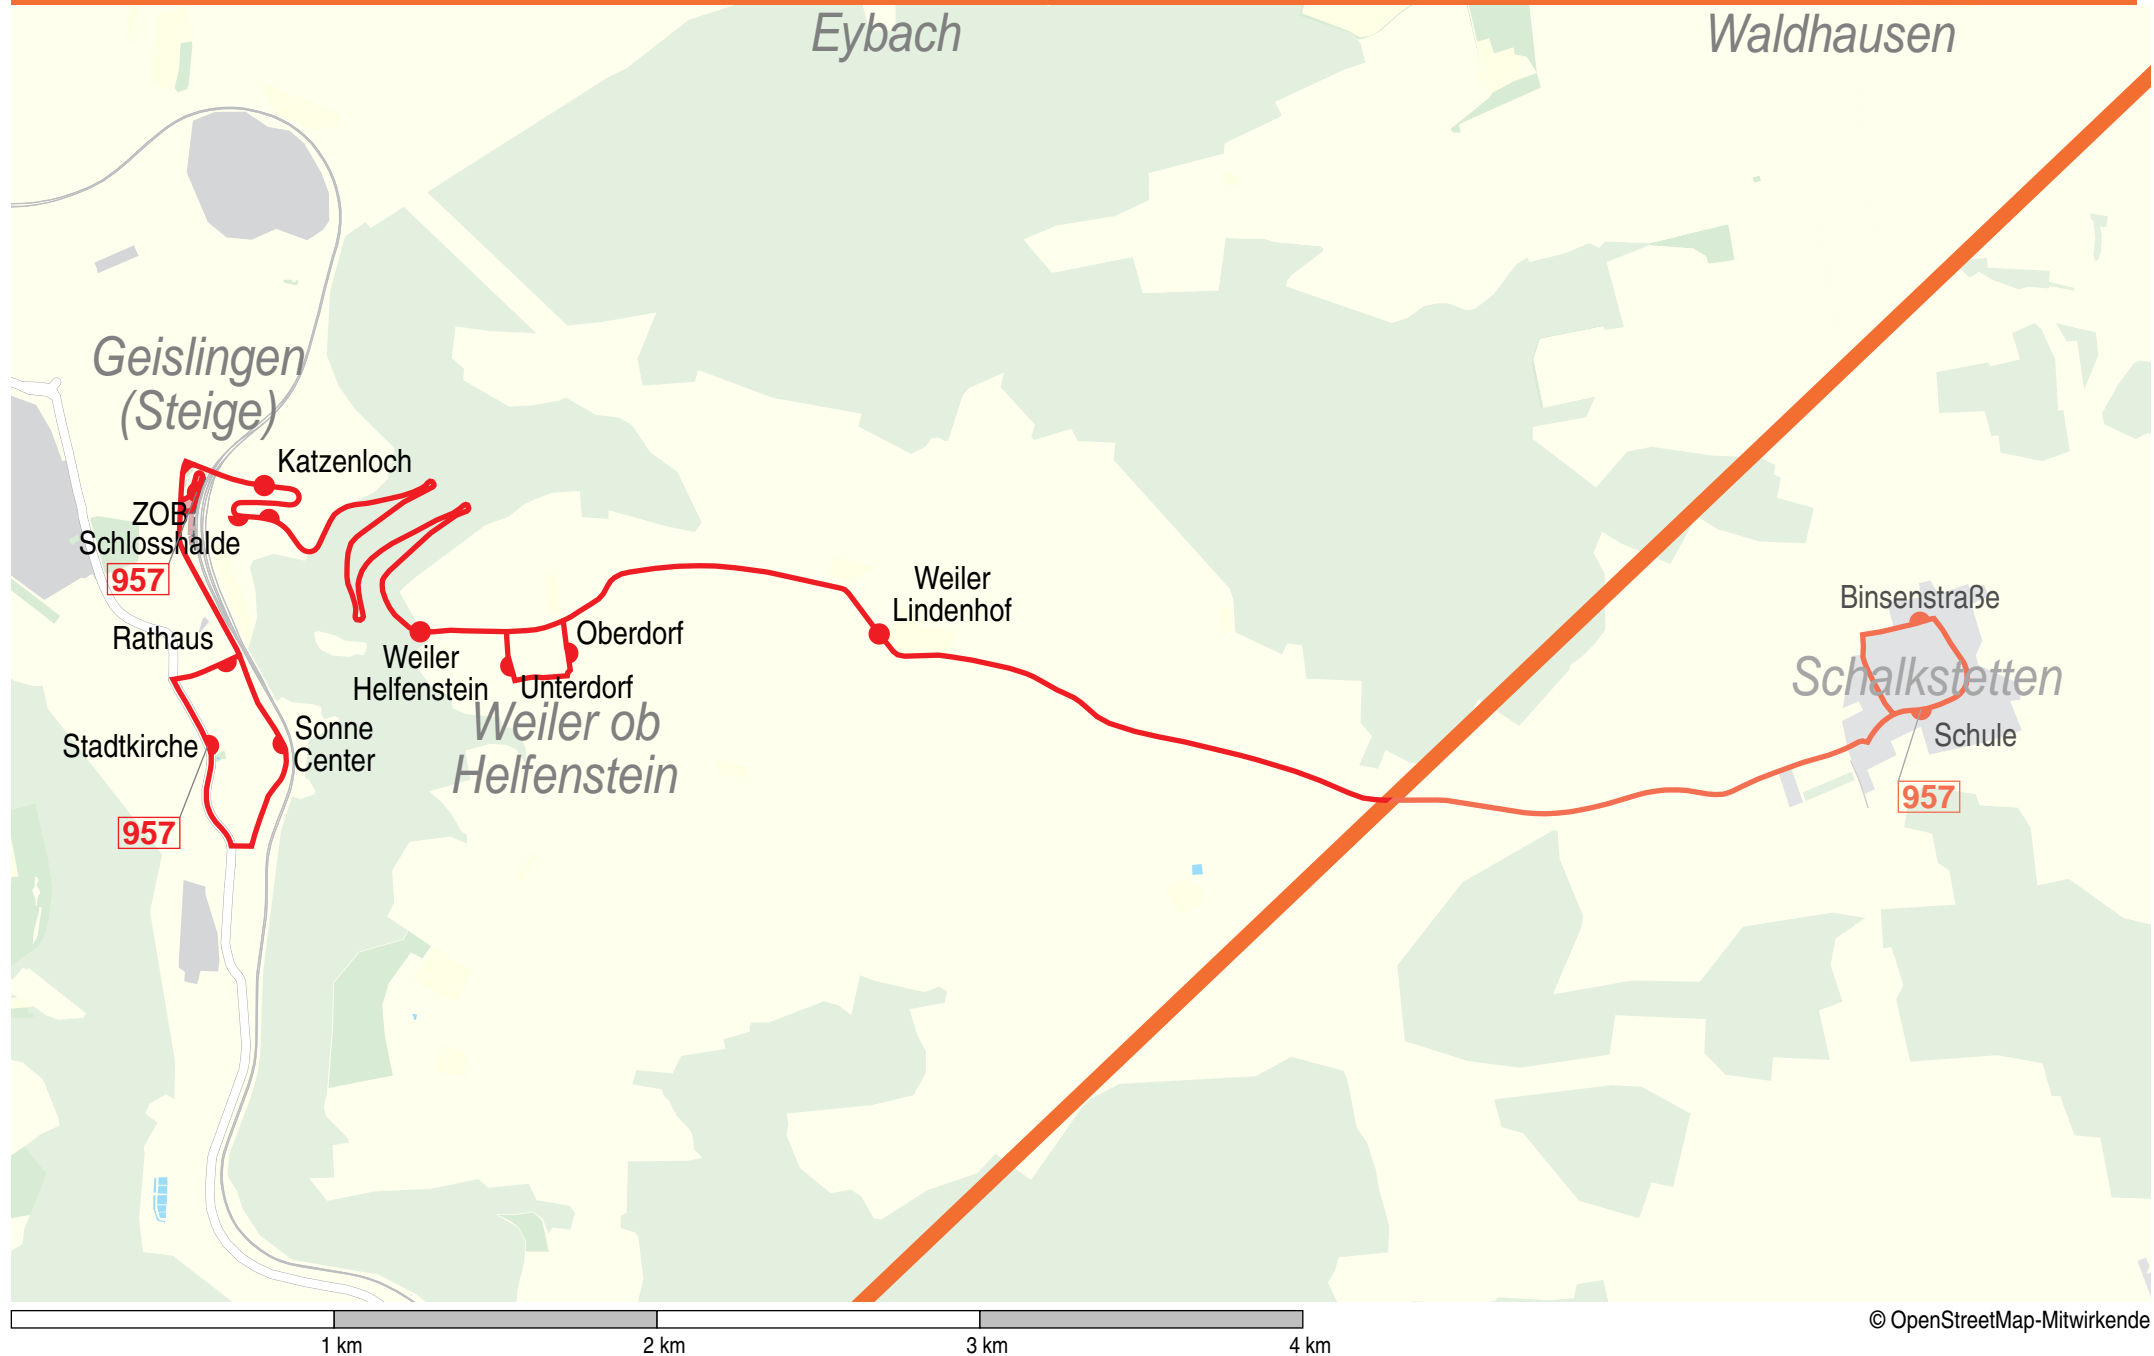 Eybach
Waldhausen
Geislingen
(Steige)
Katzenloch
ZOB
Schlosshalde
957
Rathaus
Weiler
Lindenhof
Oberdorf
Weiler
Helfenstein
Unterdorf
Weiler ob
Helfenstein
Stadtkirche
Sonne
Center
957
Binsenstraße
Schalkstetten
Schule
957
1 km
2 km
3 km
4 km
© OpenStreetMap-Mitwirkende